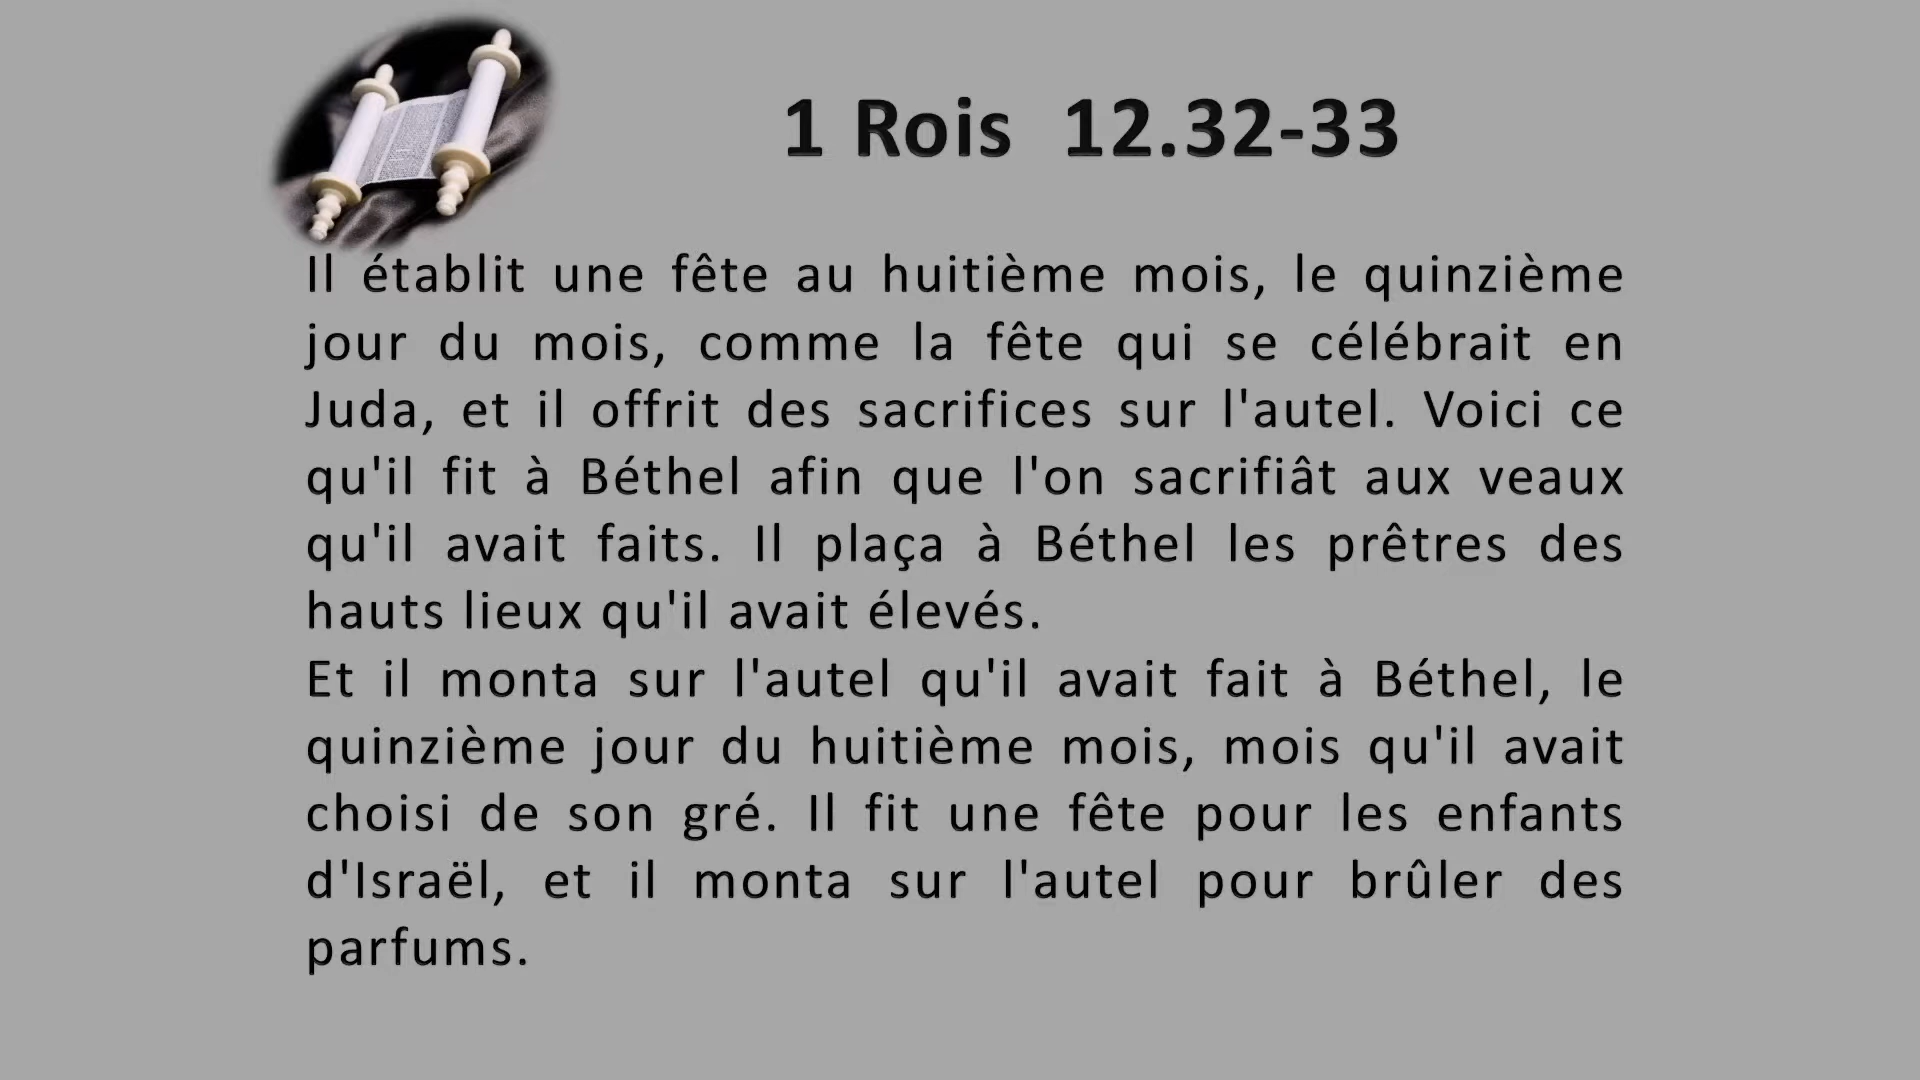 1 Rois 12.32-33
Il établit une fête au huitième mois, le quinzième
jour du mois, comme la fête qui se célébrait en
Juda, et il offrit des sacrifices sur l'autel. Voici ce
qu'il fit à Béthel afin que l'on sacrifiât aux veaux
qu'il avait faits. Il plaça à Béthel les prêtres des
hauts lieux qu'il avait élevés.
Et il monta sur l'autel qu'il avait fait à Béthel, le
quinzième jour du huitième mois, mois qu'il avait
choisi de son gré. Il fit une fête pour les enfants
d'Israël, et il monta sur l'autel pour brûler des
parfums.